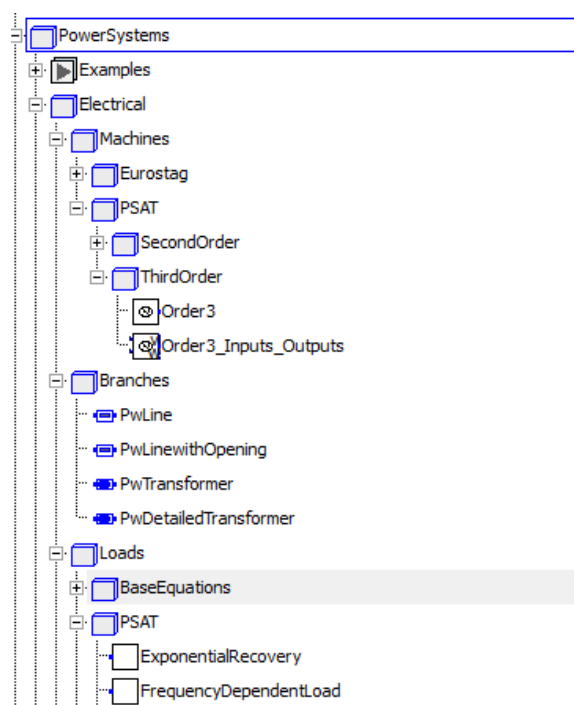 PowerSystems
Examples
Electrical
Machines
Eurostag
PSAT
SecondOrder
ThirdOrder
Order3
Order3_Inputs_Outputs
Branches
PwLine
PwLinewithOpening
PwTransformer
PwDetailedTransformer
Loads
BaseEquations
PSAT
ExponentialRecovery
FrequencyDependentLoad